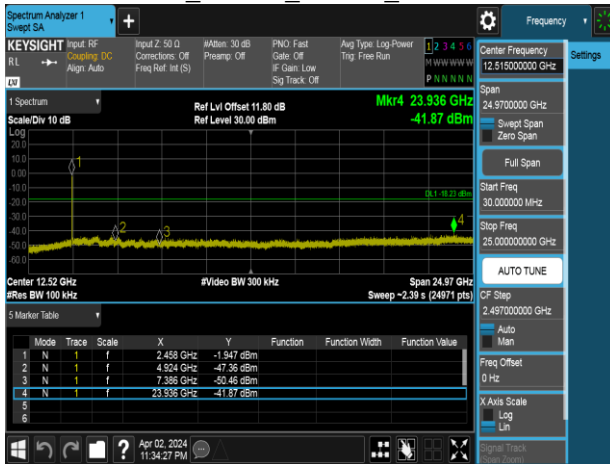 Spectrum Analyzer 1
Swept SA
+
Frequency
KEYSIGHT
RL
LXI
Input: RF
Coupling: DC
Align: Auto
Input Z: 50 Ω
Corrections: Off
Freq Ref: Int (S)
#Atten: 30 dB
Preamp: Off
PNO: Fast
Gate: Off
IF Gain: Low
Sig Track: Off
Avg Type: Log-Power
Trig: Free Run
1 2 3 4 5 6
M W W W W W
P N N N N N
Center Frequency
12.515000000 GHz
Settings
Span
24.9700000 GHz
Swept Span
Zero Span
Full Span
Start Freq
30.000000 MHz
Stop Freq
25.000000000 GHz
AUTO TUNE
CF Step
2.497000000 GHz
Auto
Man
Freq Offset
0 Hz
X Axis Scale
Log
Lin
Signal Track
(Span Zoom)
1 Spectrum
Scale/Div 10 dB
Ref Lvl Offset 11.80 dB
Ref Level 30.00 dBm
Mkr4 23.936 GHz
-41.87 dBm
Log
20.0
10.0
0.00
-10.0
-20.0
-30.0
-40.0
-50.0
-60.0
1
2
3
4
DL1 -18.23 dBm
Center 12.52 GHz
#Res BW 100 kHz
#Video BW 300 kHz
Span 24.97 GHz
Sweep ~2.39 s (24971 pts)
5 Marker Table
Mode Trace Scale X Y Function Function Width Function Value
1 N 1 f 2.458 GHz -1.947 dBm
2 N 1 f 4.924 GHz -47.36 dBm
3 N 1 f 7.386 GHz -50.46 dBm
4 N 1 f 23.936 GHz -41.87 dBm
5
6
?
Apr 02, 2024
11:34:27 PM